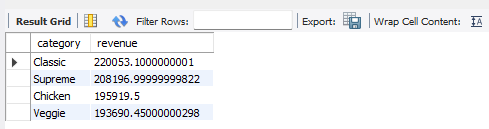 Result Grid Filter Rows: Export: Wrap Cell Content: IA
category revenue
Classic 220053.1000000001
Supreme 208196.99999999822
Chicken 195919.5
Veggie 193690.45000000298